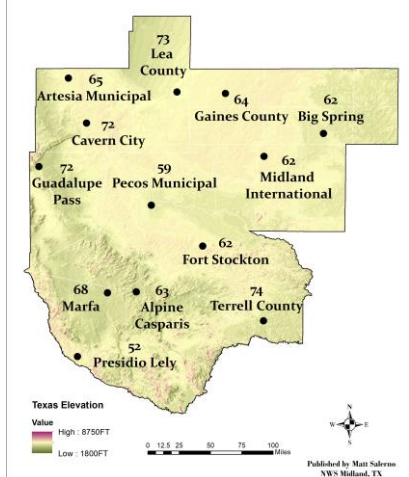 73
Lea
County
65
Artesia Municipal
64
Gaines County
62
Big Spring
72
Cavern City
72
Guadalupe
Pass
59
Pecos Municipal
62
Midland
International
62
Fort Stockton
68
Marfa
63
Alpine
Casparis
74
Terrell County
52
Presidio Lely
Texas Elevation
Value
High : 8750FT
Low : 1800FT
N
W
E
S
0 12.5 25 50 75 100
Miles
Published by Matt Salerno
NWS Midland, TX